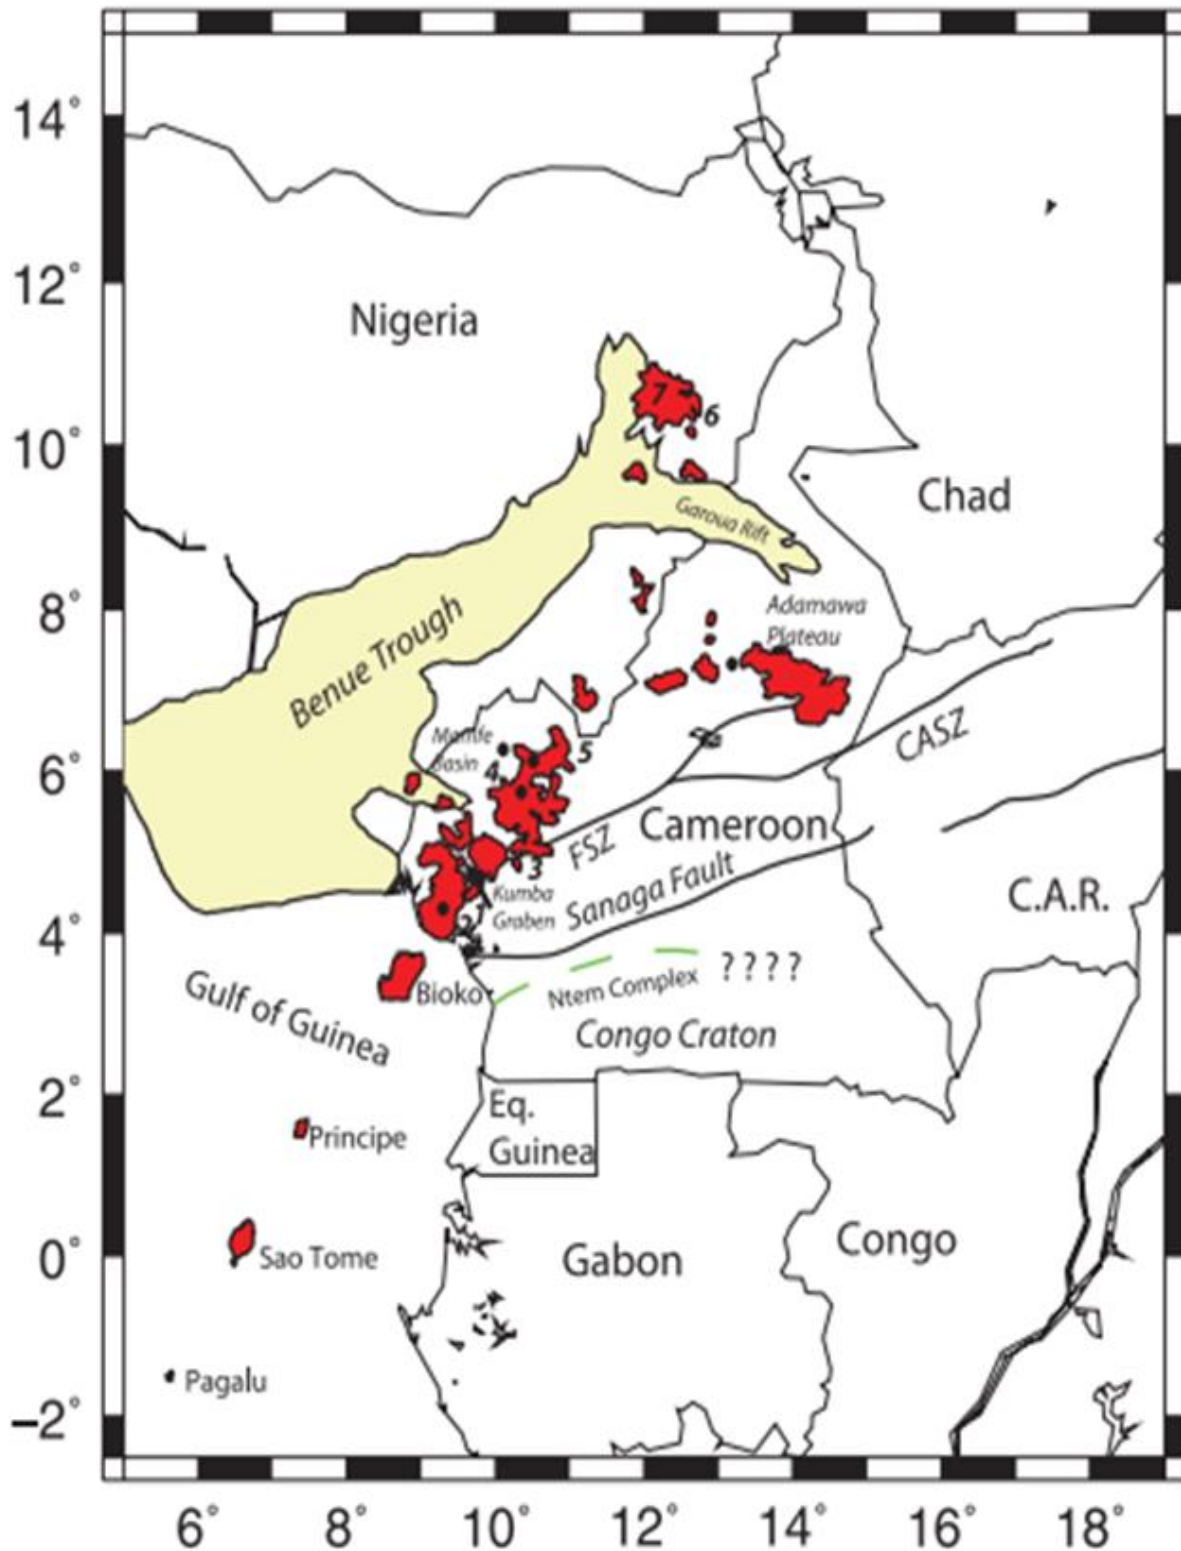 14°
12°
10°
8°
6°
4°
2°
0°
−2°
Nigeria
7
6
Chad
Garoua Rift
Benue Trough
Adamawa
Plateau
Mamfe
Basin
4
5
CASZ
FSZ
Cameroon
3
Sanaga Fault
Kumba
Graben
2
1
C.A.R.
Bioko
Ntem Complex
? ? ? ?
Gulf of Guinea
Congo Craton
Eq.
Guinea
Principe
Sao Tome
Gabon
Congo
Pagalu
6°
8°
10°
12°
14°
16°
18°